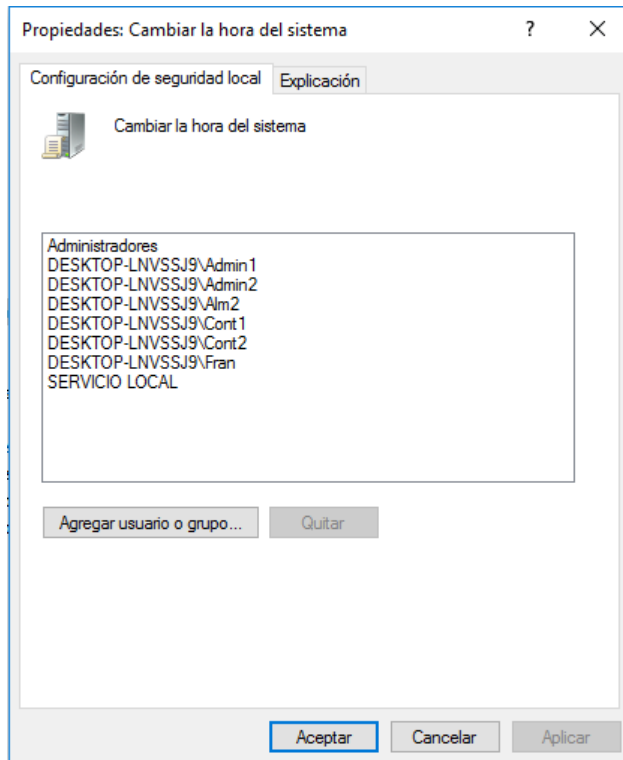 Propiedades: Cambiar la hora del sistema
?
Configuración de seguridad local
Explicación
Cambiar la hora del sistema
Administradores
DESKTOP-LNVSSJ9\Admin1
DESKTOP-LNVSSJ9\Admin2
DESKTOP-LNVSSJ9\Alm2
DESKTOP-LNVSSJ9\Cont1
DESKTOP-LNVSSJ9\Cont2
DESKTOP-LNVSSJ9\Fran
SERVICIO LOCAL
Agregar usuario o grupo...
Quitar
Aceptar
Cancelar
Aplicar